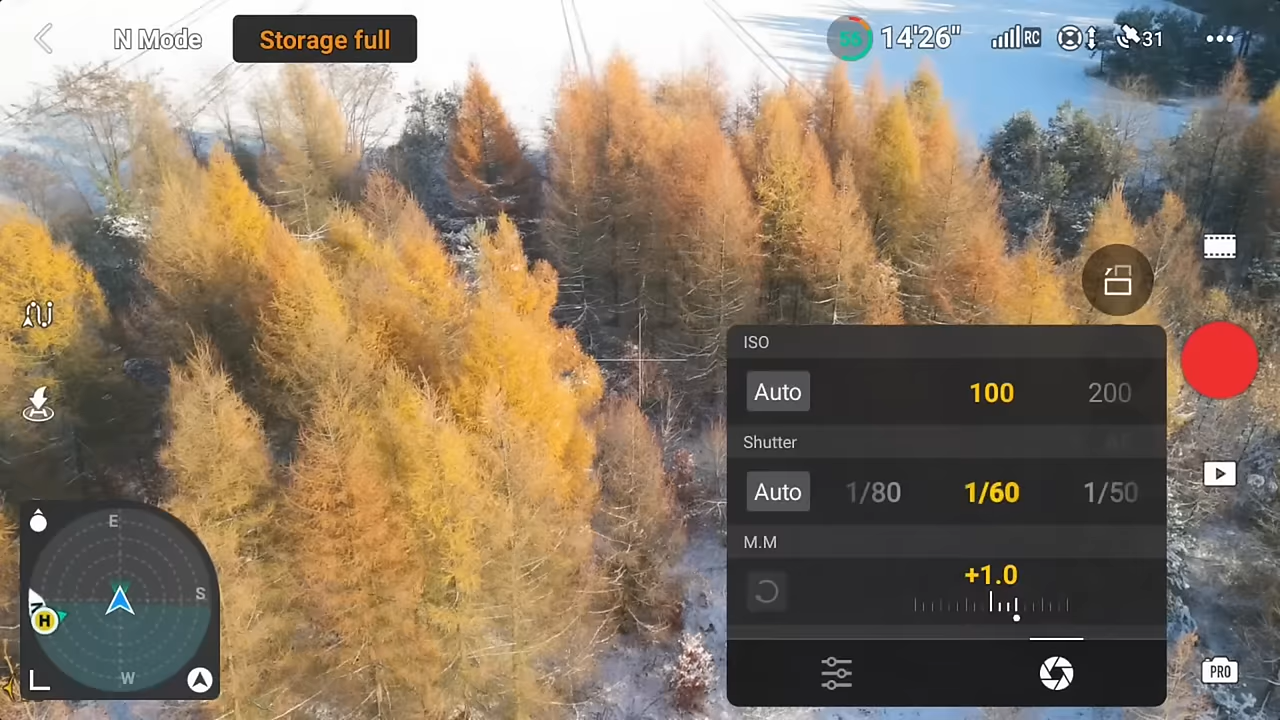 N Mode
Storage full
55
14'26"
RC
31
ISO
Auto
100
200
Shutter
Auto
1/80
1/60
1/50
M.M
+1.0
E
S
N
H
W
PRO